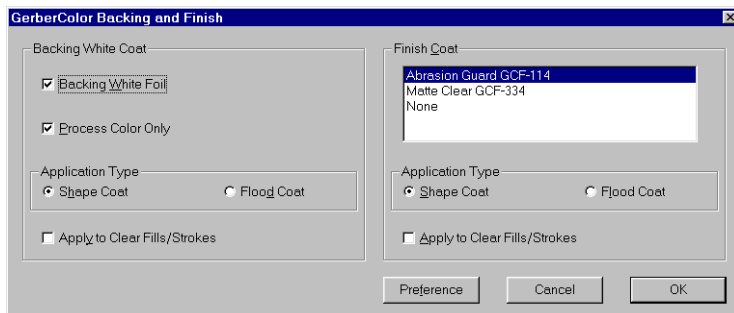 GerberColor Backing and Finish
Backing White Coat
Backing White Foil
Process Color Only
Application Type
Shape Coat
Flood Coat
Apply to Clear Fills/Strokes
Finish Coat
Abrasion Guard GCF-114
Matte Clear GCF-334
None
Application Type
Shape Coat
Flood Coat
Apply to Clear Fills/Strokes
Preference
Cancel
OK